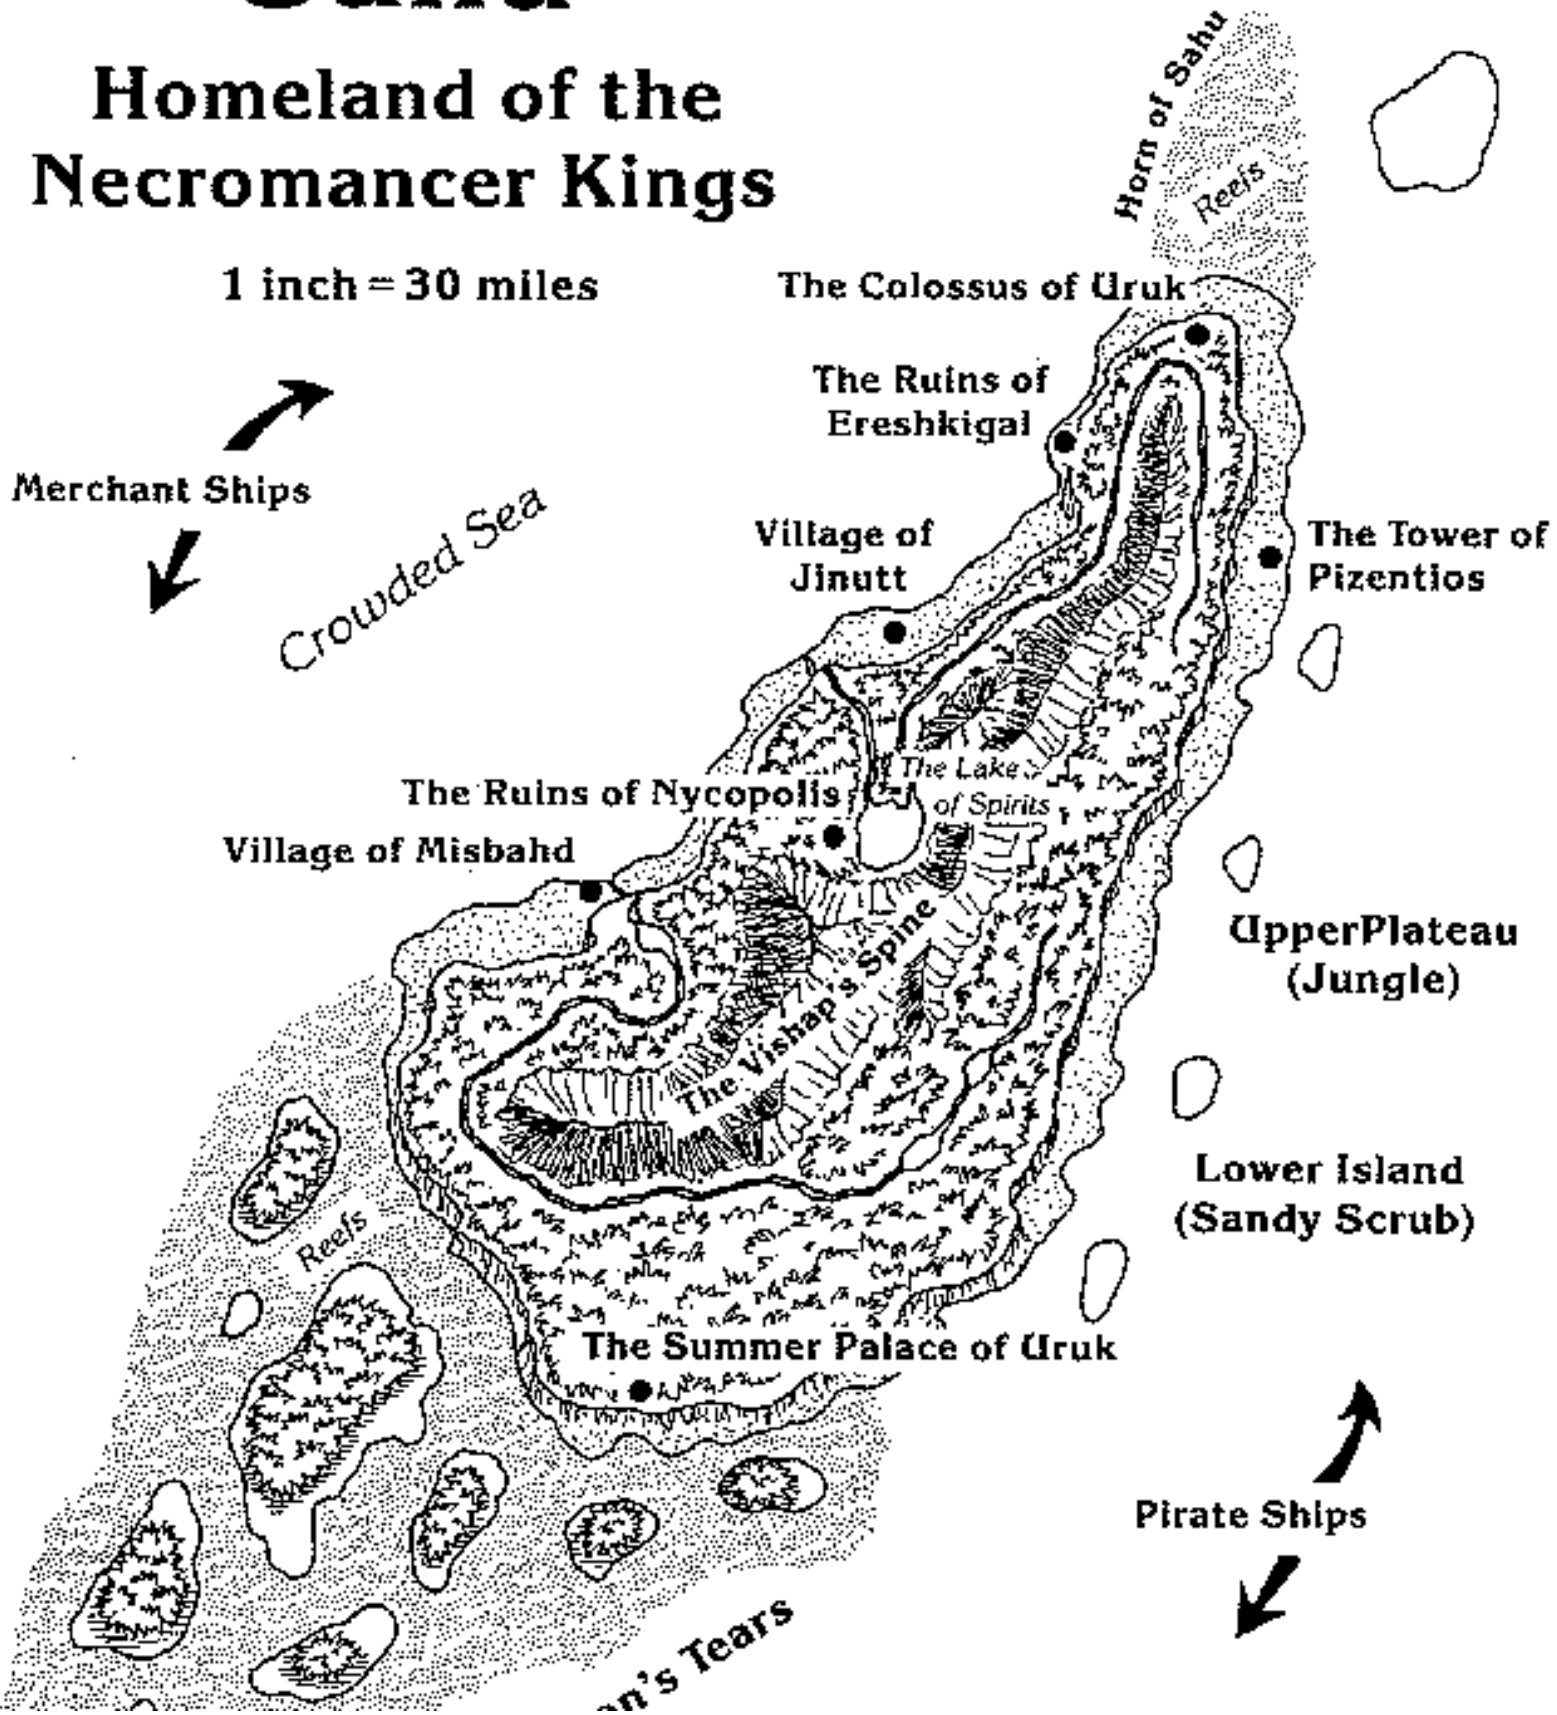 Homeland of the
Necromancer Kings
1 inch = 30 miles
Horn of Sahu
Reefs
The Colossus of Uruk
The Ruins of
Ereshkigal
Merchant Ships
Crowded Sea
Village of
Jinutt
The Tower of
Pizentios
The Lake
of Spirits
The Ruins of Nycopolis
Village of Misbahd
The Vishap's Spine
UpperPlateau
(Jungle)
Lower Island
(Sandy Scrub)
Reefs
The Summer Palace of Uruk
Pirate Ships
Tears